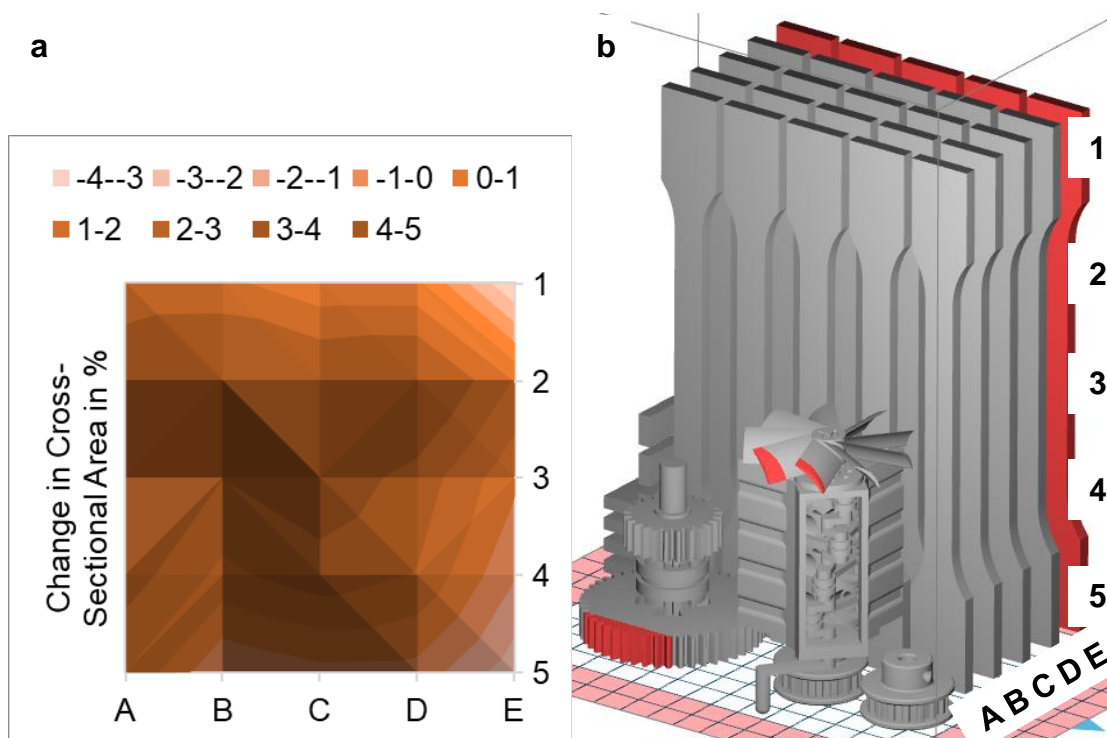 a
b
-4--3 -3--2 -2--1 -1-0 0-1
1-2 2-3 3-4 4-5
Change in Cross-
Sectional Area in %
1
2
3
4
5
A B C D E
1
2
3
4
5
A B C D E